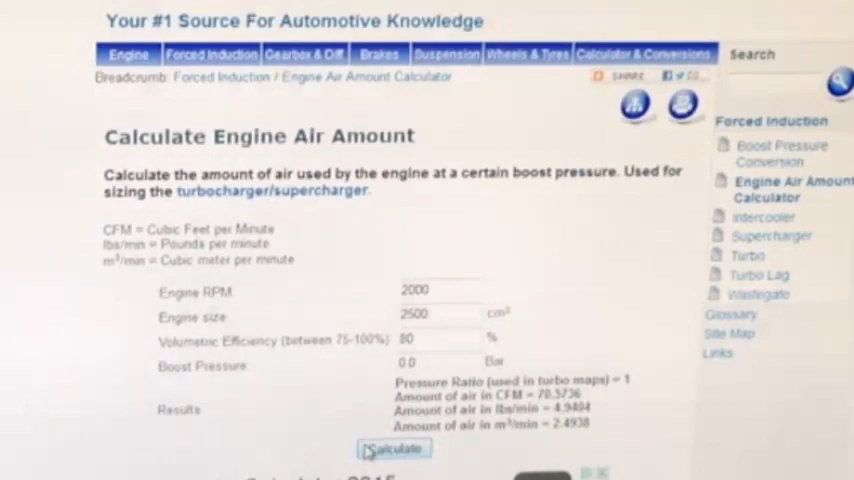 Your #1 Source For Automotive Knowledge
Engine Forced Induction Gearbox & Diff. Brakes Suspension Wheels & Tyres Calculator & Conversions
Search
Breadcrumb: Forced Induction / Engine Air Amount Calculator
SHARE
Calculate Engine Air Amount
Calculate the amount of air used by the engine at a certain boost pressure. Used for
sizing the turbocharger/supercharger.
CFM = Cubic Feet per Minute
lbs/min = Pounds per minute
m³/min = Cubic meter per minute
Engine RPM 2000
Engine size 2500 cm³
Volumetric Efficiency (between 75-100%) 80 %
Boost Pressure 0.0 Bar
Results
Pressure Ratio (used in turbo maps) = 1
Amount of air in CFM = 70.5736
Amount of air in lbs/min = 4.9404
Amount of air in m³/min = 2.4938
Calculate
Forced Induction
Boost Pressure
Conversion
Engine Air Amount
Calculator
Intercooler
Supercharger
Turbo
Turbo Lag
Wastegate
Glossary
Site Map
Links